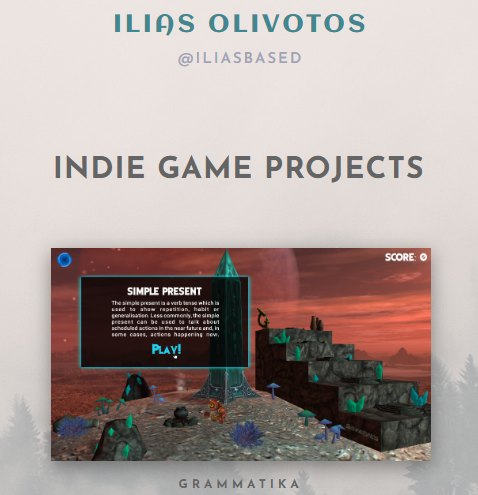 ILIAS OLIVOTOS
@ILIASBASED
INDIE GAME PROJECTS
SCORE: 0
SIMPLE PRESENT
The simple present is a verb tense which is
used to show repetition, habit or
generalisation. Less commonly, the simple
present can be used to talk about
scheduled actions in the near future and, in
some cases, actions happening now.
Play!
GRAMMATIKA